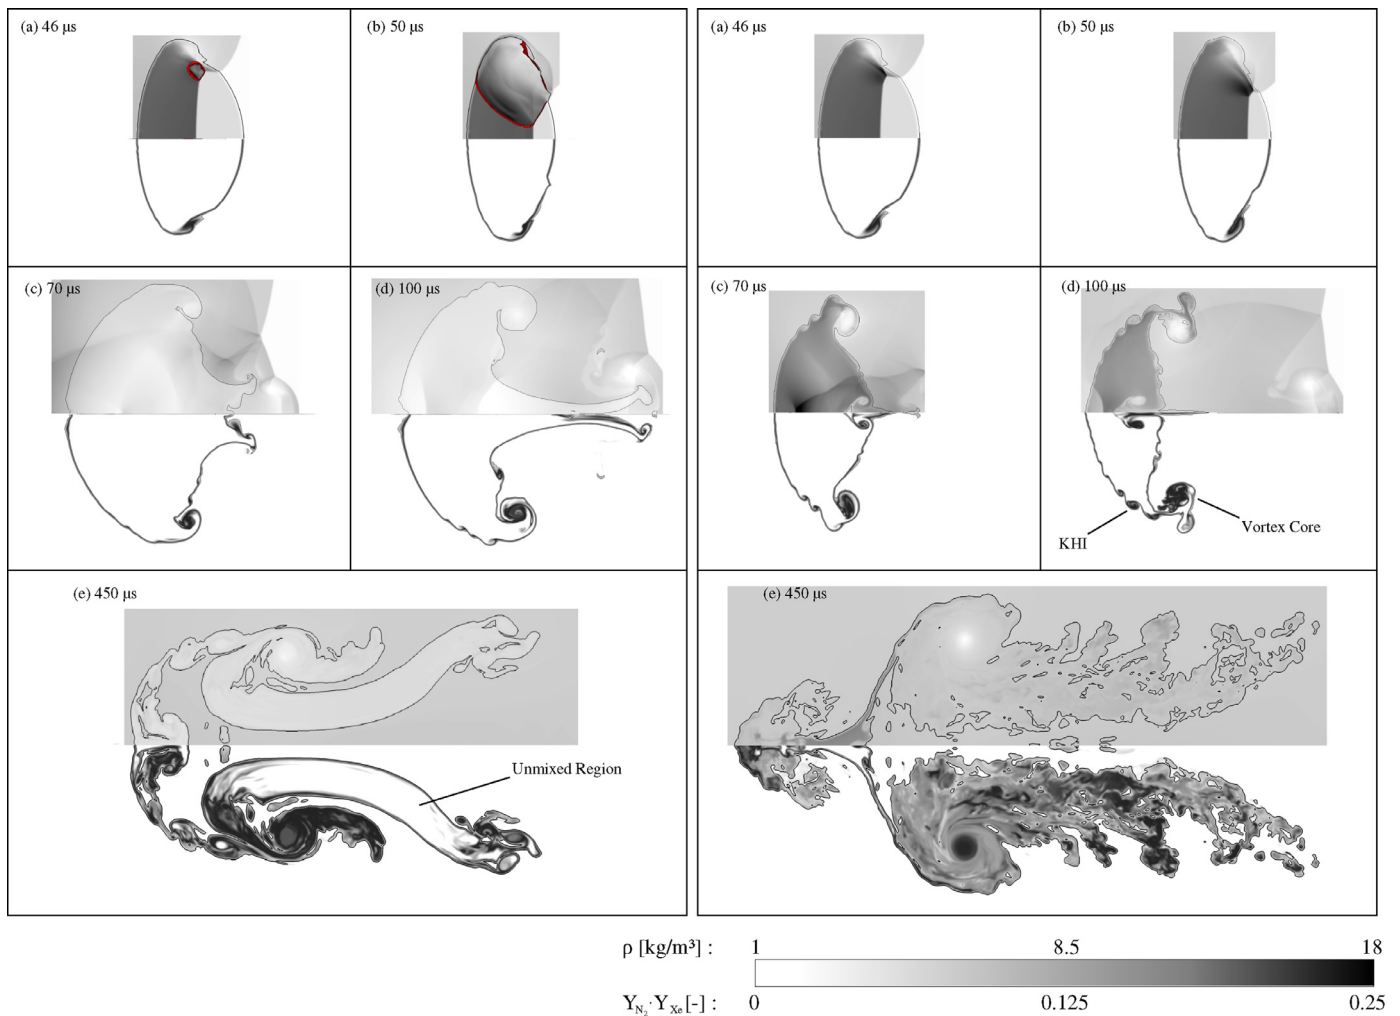 (a) 46 μs
(b) 50 μs
(a) 46 μs
(b) 50 μs
(c) 70 μs
(d) 100 μs
(c) 70 μs
(d) 100 μs
Vortex Core
KHI
(e) 450 μs
(e) 450 μs
Unmixed Region
ρ [kg/m³] : 1 8.5 18
Y_N₂·Y_Xe [-] : 0 0.125 0.25